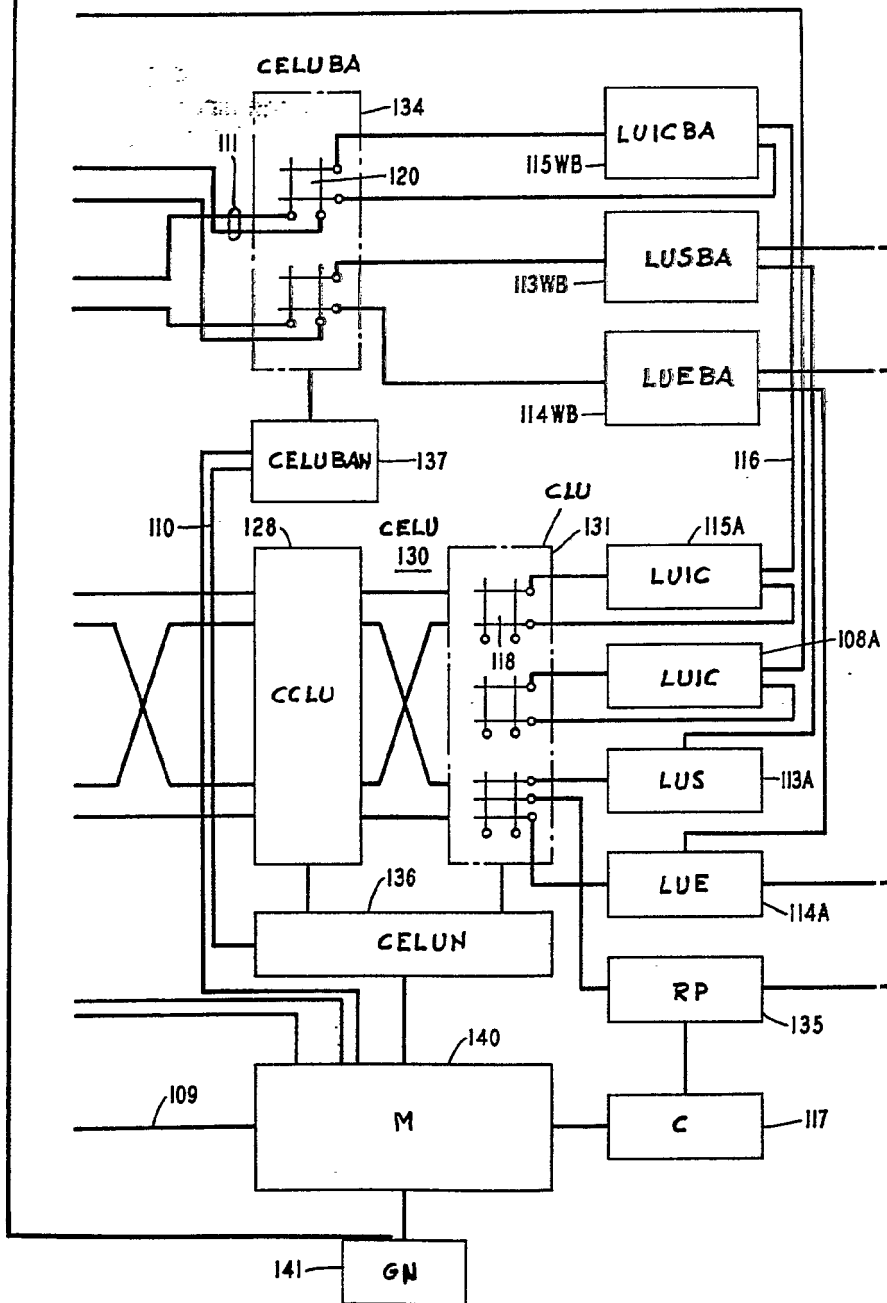 CELUBA
134
111
120
LUICBA
115WB
LUSBA
113WB
LUEBA
114WB
CELUBAN
137
116
110
128
CELU
130
CLU
131
115A
LUIC
118
108A
LUIC
CCLU
LUS
113A
136
LUE
114A
CELUN
RP
135
140
109
M
C
117
141
GN